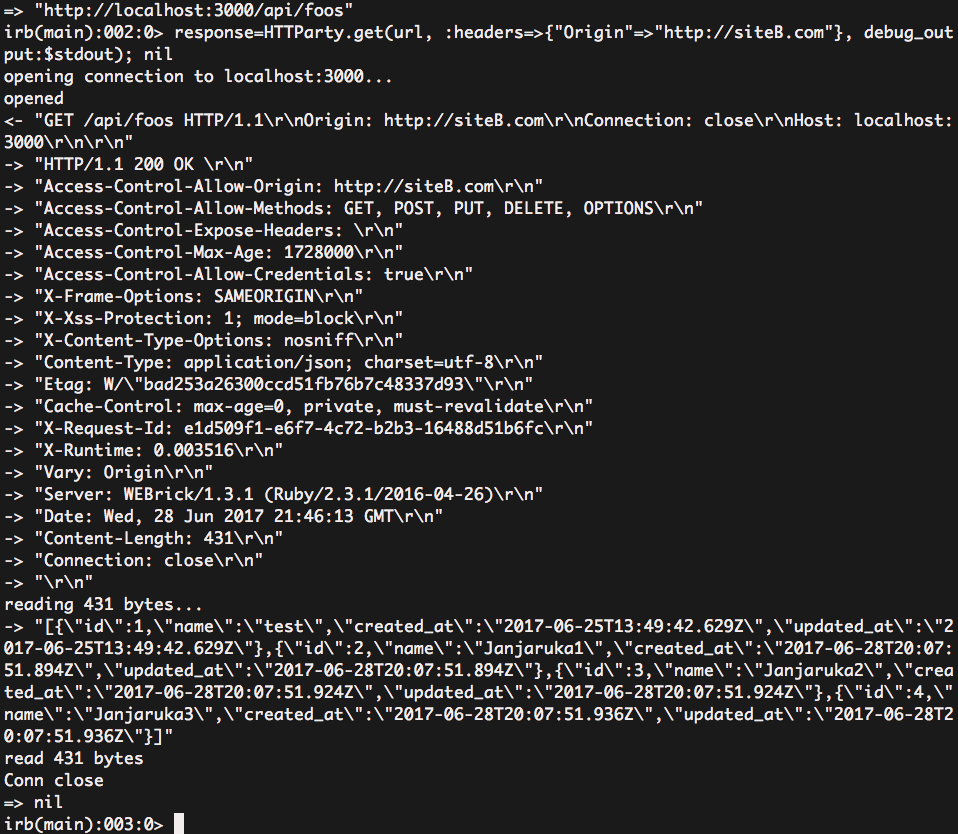 => "http://localhost:3000/api/foos"
irb(main):002:0> response=HTTParty.get(url, :headers=>{"Origin"=>"http://siteB.com"}, debug_out
put:$stdout); nil
opening connection to localhost:3000...
opened
<- "GET /api/foos HTTP/1.1\r\nOrigin: http://siteB.com\r\nConnection: close\r\nHost: localhost:
3000\r\n\r\n"
-> "HTTP/1.1 200 OK \r\n"
-> "Access-Control-Allow-Origin: http://siteB.com\r\n"
-> "Access-Control-Allow-Methods: GET, POST, PUT, DELETE, OPTIONS\r\n"
-> "Access-Control-Expose-Headers: \r\n"
-> "Access-Control-Max-Age: 1728000\r\n"
-> "Access-Control-Allow-Credentials: true\r\n"
-> "X-Frame-Options: SAMEORIGIN\r\n"
-> "X-Xss-Protection: 1; mode=block\r\n"
-> "X-Content-Type-Options: nosniff\r\n"
-> "Content-Type: application/json; charset=utf-8\r\n"
-> "Etag: W/\"bad253a26300ccd51fb76b7c48337d93\"\r\n"
-> "Cache-Control: max-age=0, private, must-revalidate\r\n"
-> "X-Request-Id: e1d509f1-e6f7-4c72-b2b3-16488d51b6fc\r\n"
-> "X-Runtime: 0.003516\r\n"
-> "Vary: Origin\r\n"
-> "Server: WEBrick/1.3.1 (Ruby/2.3.1/2016-04-26)\r\n"
-> "Date: Wed, 28 Jun 2017 21:46:13 GMT\r\n"
-> "Content-Length: 431\r\n"
-> "Connection: close\r\n"
-> "\r\n"
reading 431 bytes...
-> "[{\"id\":1,\"name\":\"test\",\"created_at\":\"2017-06-25T13:49:42.629Z\",\"updated_at\":\"2
017-06-25T13:49:42.629Z\"},{\"id\":2,\"name\":\"Janjaruka1\",\"created_at\":\"2017-06-28T20:07:
51.894Z\",\"updated_at\":\"2017-06-28T20:07:51.894Z\"},{\"id\":3,\"name\":\"Janjaruka2\",\"crea
ted_at\":\"2017-06-28T20:07:51.924Z\",\"updated_at\":\"2017-06-28T20:07:51.924Z\"},{\"id\":4,\"
name\":\"Janjaruka3\",\"created_at\":\"2017-06-28T20:07:51.936Z\",\"updated_at\":\"2017-06-28T2
0:07:51.936Z\"}]"
read 431 bytes
Conn close
=> nil
irb(main):003:0>